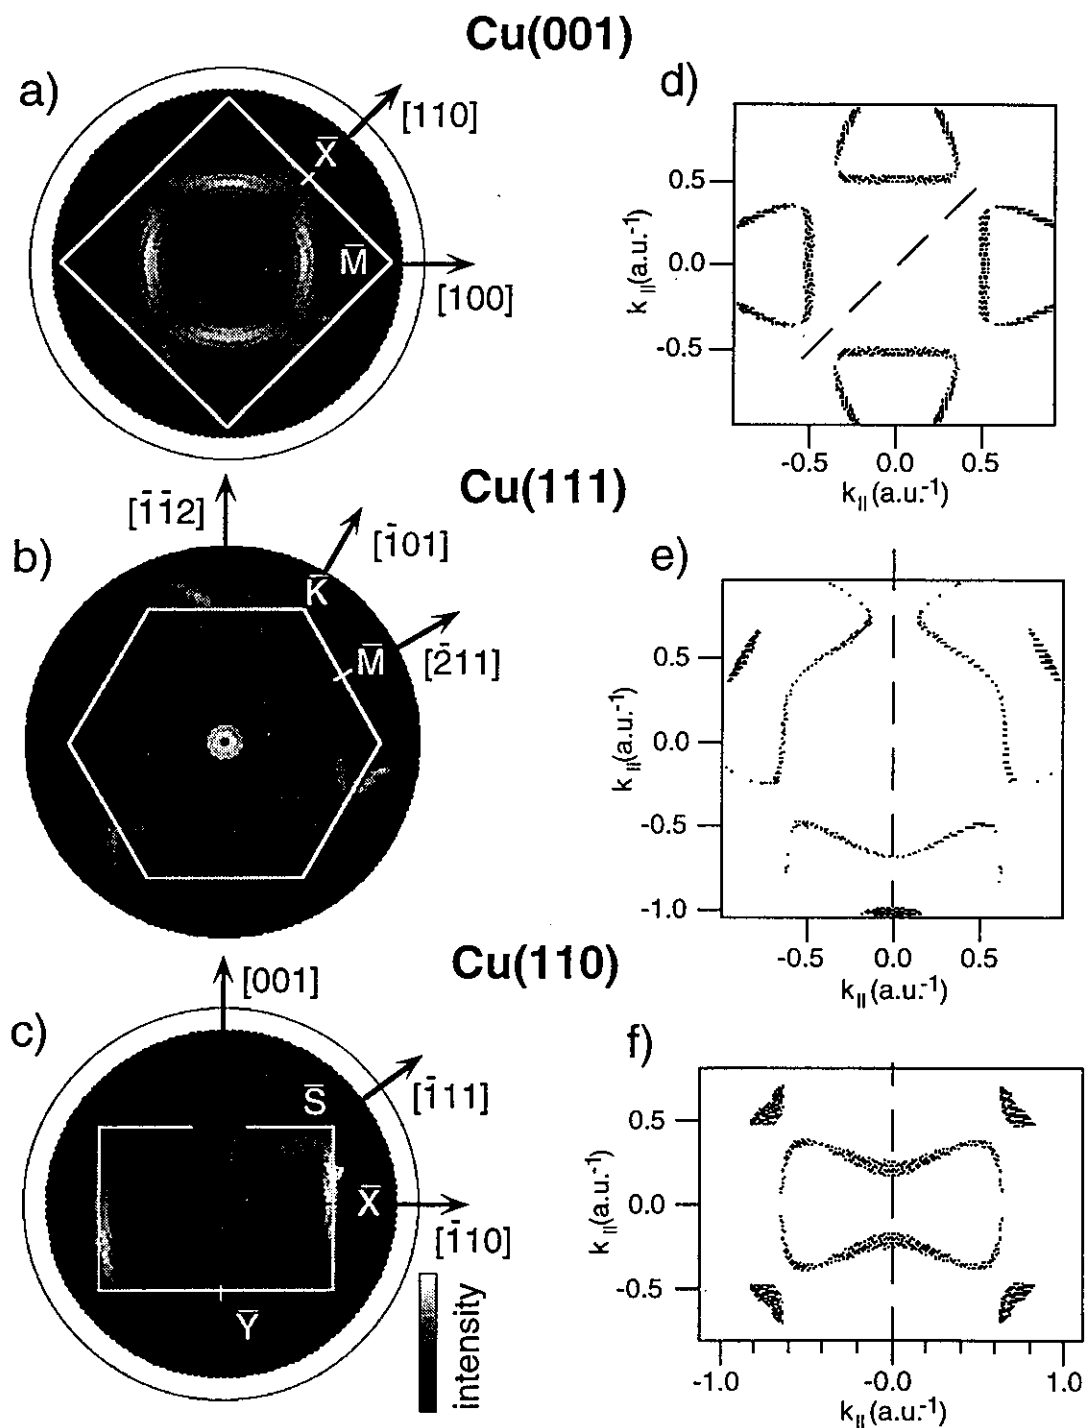 Cu(001)
a)
[110]
X̄
M̄
[100]
d)
0.5
0.0
-0.5
k||(a.u.-1)
-0.5
0.0
0.5
k||(a.u.-1)
Cu(111)
[1̄1̄2]
b)
[1̄01]
K̄
M̄
[2̄11]
e)
0.5
0.0
-0.5
-1.0
k||(a.u.-1)
-0.5
0.0
0.5
k||(a.u.-1)
Cu(110)
[001]
c)
[1̄11]
S̄
X̄
[1̄10]
Ȳ
intensity
f)
0.5
0.0
-0.5
k||(a.u.-1)
-1.0
-0.0
1.0
k||(a.u.-1)